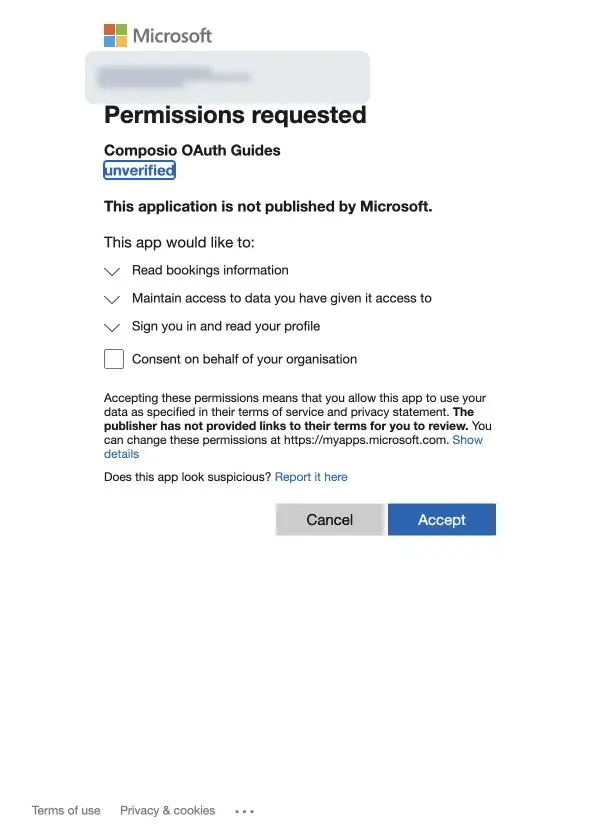 Microsoft
Permissions requested
Composio OAuth Guides
unverified
This application is not published by Microsoft.
This app would like to:
Read bookings information
Maintain access to data you have given it access to
Sign you in and read your profile
Consent on behalf of your organisation
Accepting these permissions means that you allow this app to use your
data as specified in their terms of service and privacy statement. The
publisher has not provided links to their terms for you to review. You
can change these permissions at https://myapps.microsoft.com. Show
details
Does this app look suspicious? Report it here
Cancel Accept
Terms of use Privacy & cookies ...